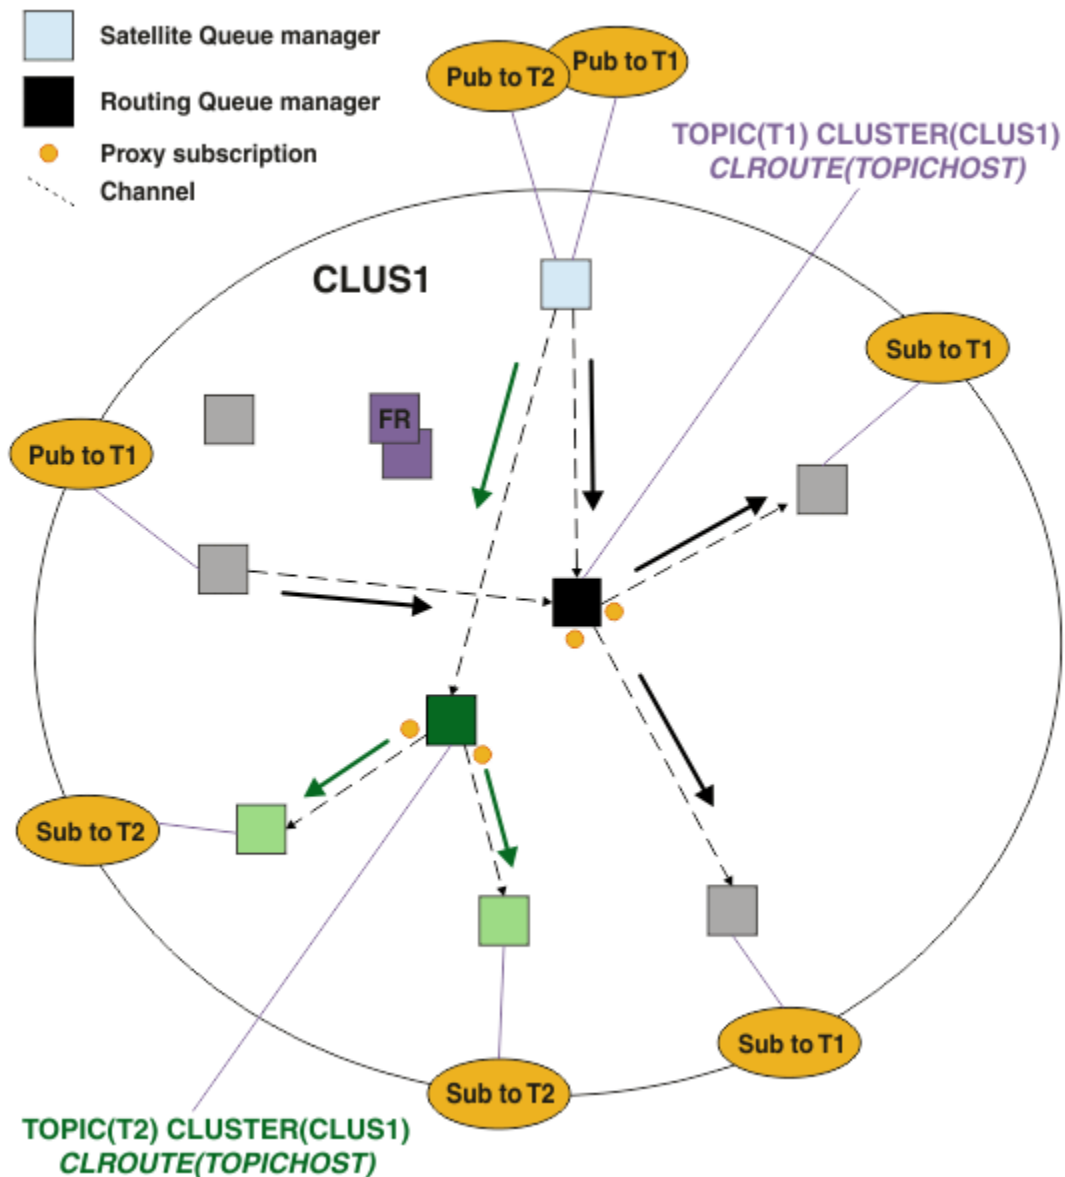 Satellite Queue manager
Routing Queue manager
Proxy subscription
Channel
Pub to T2
Pub to T1
TOPIC(T1) CLUSTER(CLUS1)
CLROUTE(TOPICHOST)
CLUS1
Sub to T1
FR
Pub to T1
Sub to T2
Sub to T1
Sub to T2
TOPIC(T2) CLUSTER(CLUS1)
CLROUTE(TOPICHOST)